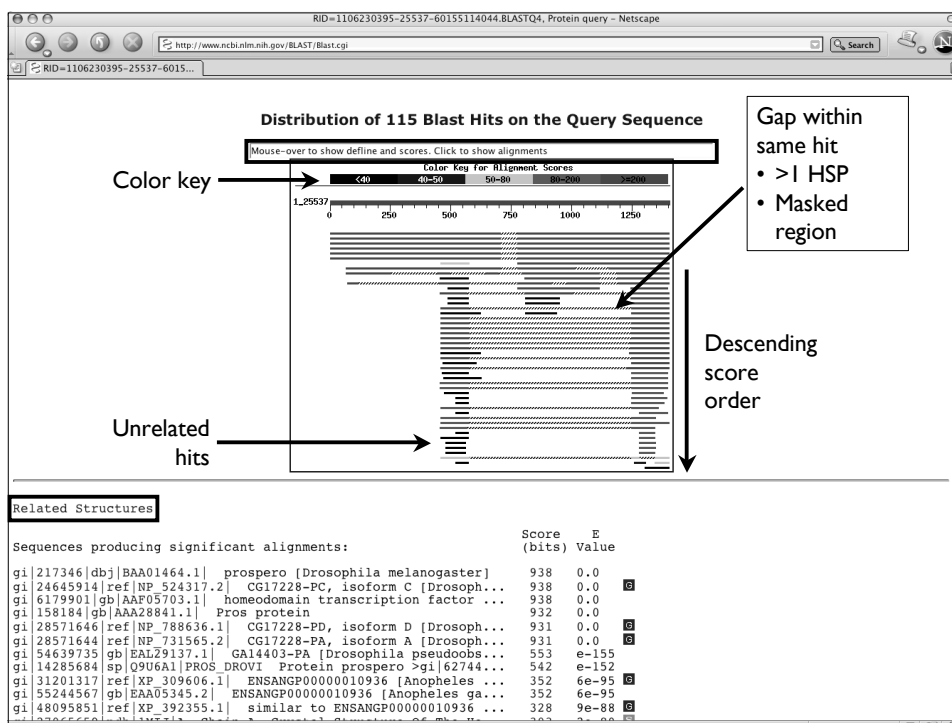 RID=1106230395-25537-60155114044.BLASTQ4, Protein query - Netscape
http://www.ncbi.nlm.nih.gov/BLAST/Blast.cgi
Search
N
RID=1106230395-25537-6015...
Distribution of 115 Blast Hits on the Query Sequence
Mouse-over to show defline and scores. Click to show alignments
Color Key for Alignment Scores
<40 40-50 50-80 80-200 >=200
1_25537
0 250 500 750 1000 1250
Color key
Gap within
same hit
• >1 HSP
• Masked
region
Descending
score
order
Unrelated
hits
Related Structures
Score E
Sequences producing significant alignments: (bits) Value
gi|217346|dbj|BAA01464.1| prospero [Drosophila melanogaster] 938 0.0
gi|24645914|ref|NP_524317.2| CG17228-PC, isoform C [Drosoph... 938 0.0 G
gi|6179901|gb|AAF05703.1| homeodomain transcription factor ... 938 0.0
gi|158184|gb|AAA28841.1| Pros protein 932 0.0
gi|28571646|ref|NP_788636.1| CG17228-PD, isoform D [Drosoph... 931 0.0 G
gi|28571644|ref|NP_731565.2| CG17228-PA, isoform A [Drosoph... 931 0.0 G
gi|54639735|gb|EAL29137.1| GA14403-PA [Drosophila pseudoobs... 553 e-155
gi|14285684|sp|Q9U6A1|PROS_DROVI Protein prospero >gi|62744... 542 e-152
gi|31201317|ref|XP_309606.1| ENSANGP00000010936 [Anopheles ... 352 6e-95 G
gi|55244567|gb|EAA05345.2| ENSANGP00000010936 [Anopheles ga... 352 6e-95
gi|48095851|ref|XP_392355.1| similar to ENSANGP00000010936 ... 328 9e-88 G